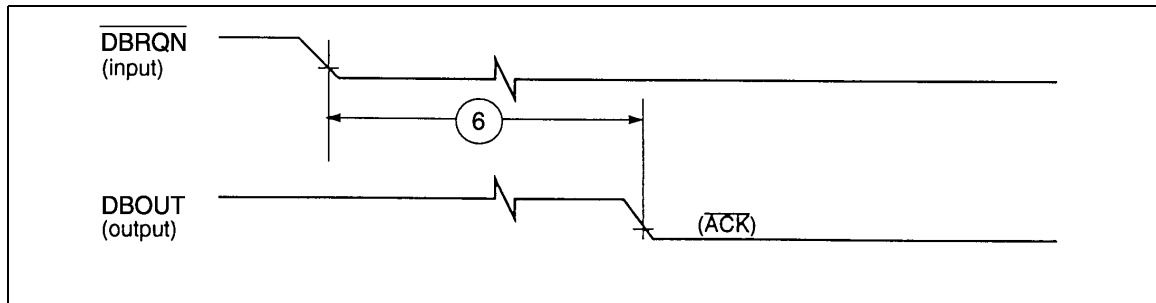 DBRQN
(input)
6
DBOUT
(output)
(ACK)